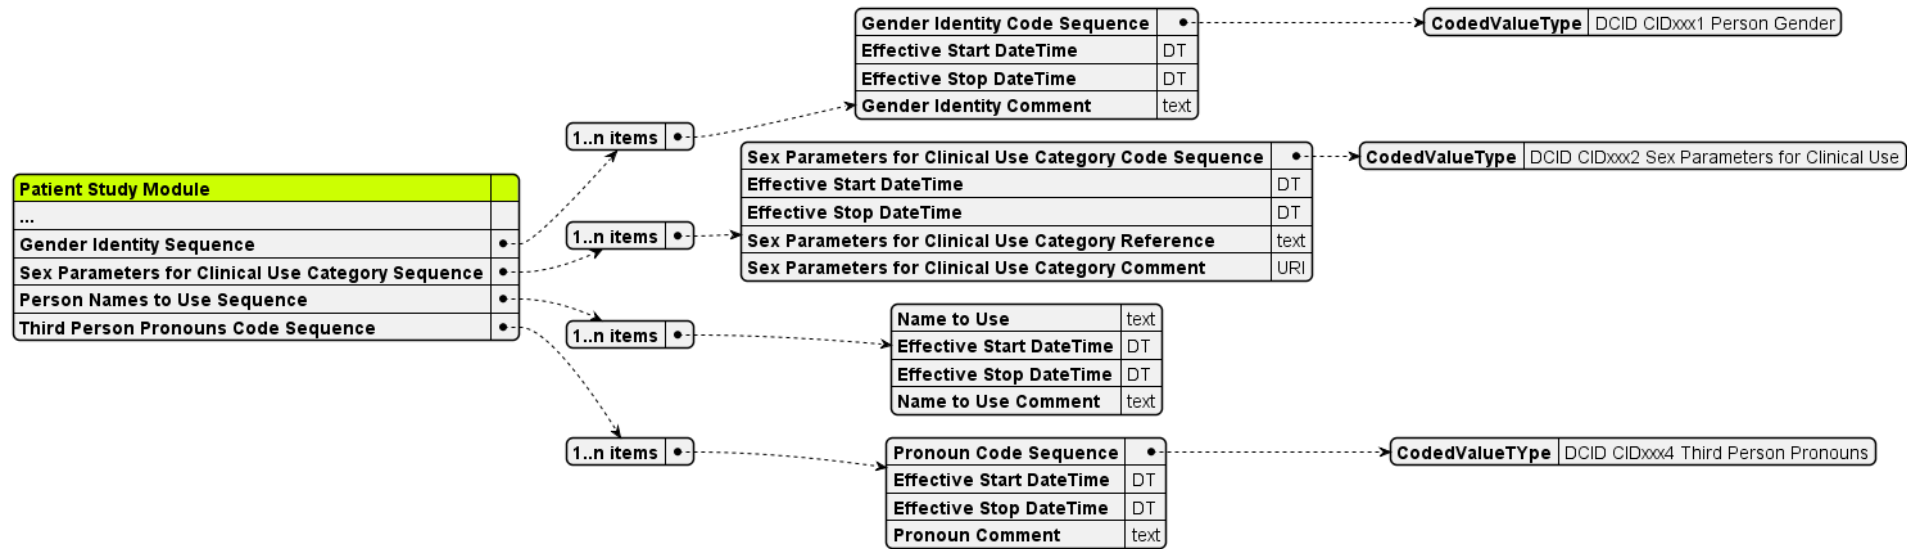 Patient Study Module
...
Gender Identity Sequence
Sex Parameters for Clinical Use Category Sequence
Person Names to Use Sequence
Third Person Pronouns Code Sequence
1..n items
Gender Identity Code Sequence
Effective Start DateTime DT
Effective Stop DateTime DT
Gender Identity Comment text
CodedValueType DCID CIDxxx1 Person Gender
1..n items
Sex Parameters for Clinical Use Category Code Sequence
Effective Start DateTime DT
Effective Stop DateTime DT
Sex Parameters for Clinical Use Category Reference text
Sex Parameters for Clinical Use Category Comment URI
CodedValueType DCID CIDxxx2 Sex Parameters for Clinical Use
1..n items
Name to Use text
Effective Start DateTime DT
Effective Stop DateTime DT
Name to Use Comment text
1..n items
Pronoun Code Sequence
Effective Start DateTime DT
Effective Stop DateTime DT
Pronoun Comment text
CodedValueTYpe DCID CIDxxx4 Third Person Pronouns